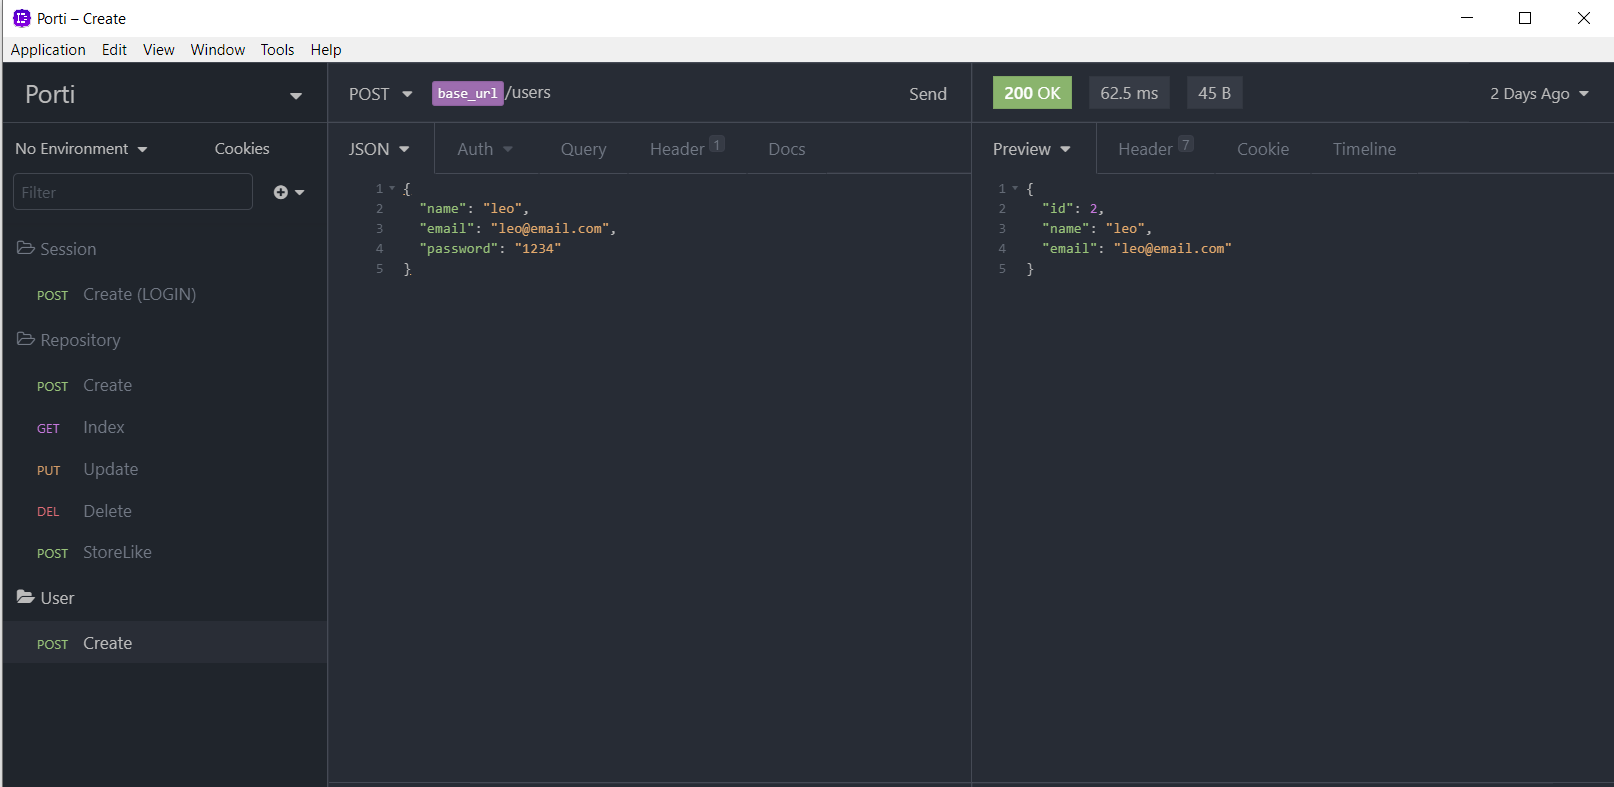 Porti – Create
Application Edit View Window Tools Help
Porti
No Environment Cookies
Filter
Session
POST Create (LOGIN)
Repository
POST Create
GET Index
PUT Update
DEL Delete
POST StoreLike
User
POST Create
POST base_url/users Send
JSON Auth Query Header 1 Docs
1 {
2 "name": "leo",
3 "email": "leo@email.com",
4 "password": "1234"
5 }
200 OK 62.5 ms 45 B 2 Days Ago
Preview Header 7 Cookie Timeline
1 {
2 "id": 2,
3 "name": "leo",
4 "email": "leo@email.com"
5 }